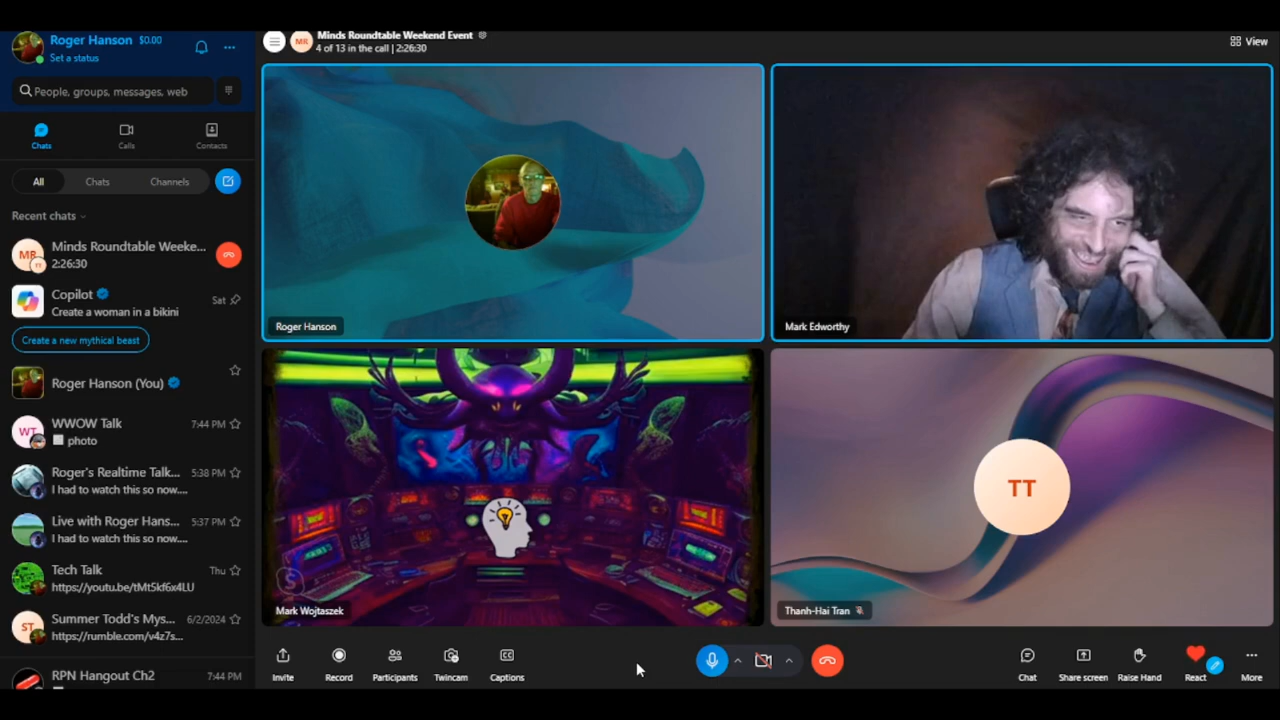 Roger Hanson $0.00
Set a status
People, groups, messages, web
Chats
Calls
Contacts
All
Chats
Channels
Recent chats
MR
TT
Minds Roundtable Weeke...
2:26:30
Copilot
Sat
Create a woman in a bikini
Create a new mythical beast
Roger Hanson (You)
WT
WWOW Talk
7:44 PM
photo
Roger's Realtime Talk...
5:38 PM
I had to watch this so now....
Live with Roger Hans...
5:37 PM
I had to watch this so now....
Tech Talk
Thu
https://youtu.be/tMtSkf6x4LU
ST
Summer Todd's Mys...
6/2/2024
https://rumble.com/v4z7s...
RPN Hangout Ch2
7:44 PM
MR
Minds Roundtable Weekend Event
4 of 13 in the call | 2:26:30
View
Roger Hanson
Mark Edworthy
Mark Wojtaszek
TT
Thanh-Hai Tran
Invite
Record
Participants
Twincam
CC
Captions
Chat
Share screen
Raise Hand
React
More